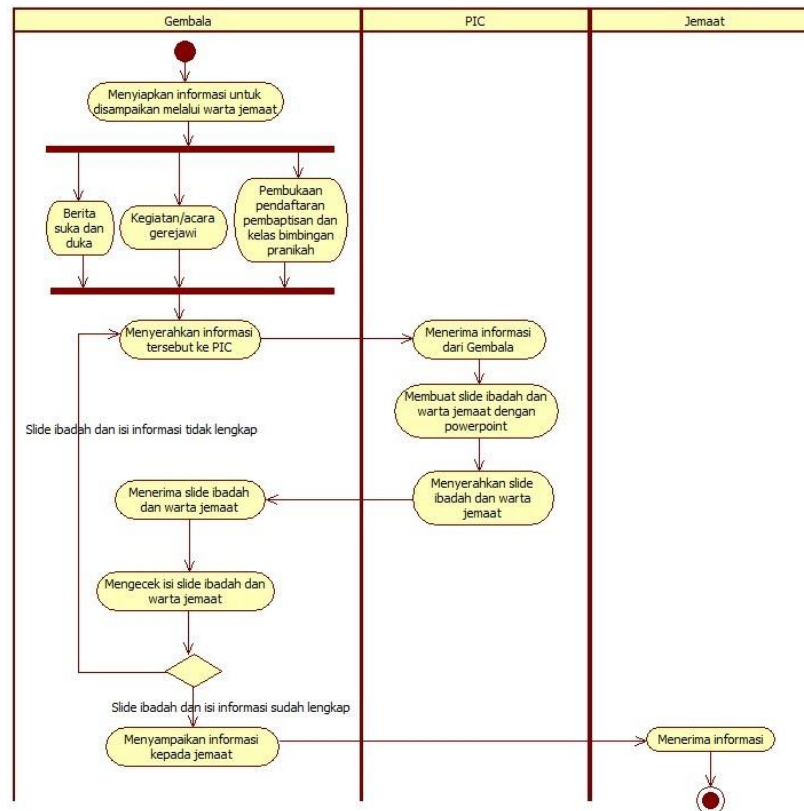 Gembala
PIC
Jemaat
Menyiapkan informasi untuk
disampaikan melalui warta jemaat
Berita
suka dan
duka
Kegiatan/acara
gerejawi
Pembukaan
pendaftaran
pembaptisan dan
kelas bimbingan
pranikah
Menyerahkan informasi
tersebut ke PIC
Menerima informasi
dari Gembala
Membuat slide ibadah dan
warta jemaat dengan
powerpoint
Slide ibadah dan isi informasi tidak lengkap
Menyerahkan slide
ibadah dan warta
jemaat
Menerima slide ibadah
dan warta jemaat
Mengecek isi slide ibadah dan
warta jemaat
Slide ibadah dan isi informasi sudah lengkap
Menyampaikan informasi
kepada jemaat
Menerima informasi